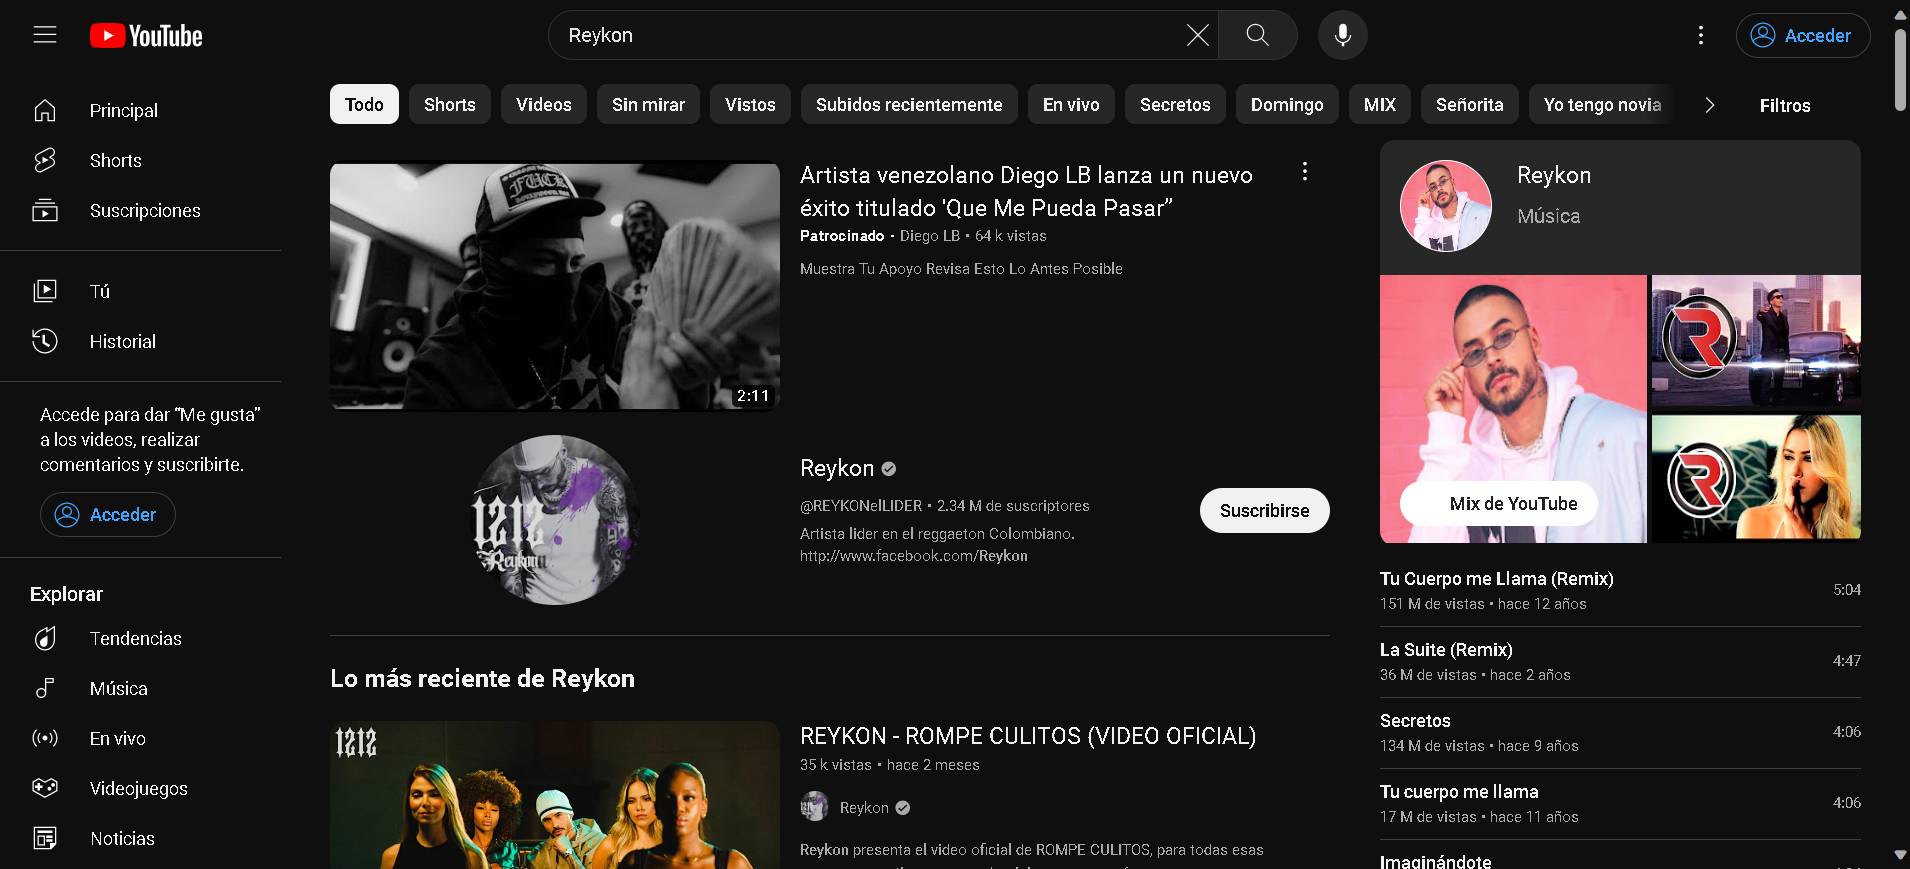 YouTube
Reykon
Acceder
Principal
Shorts
Suscripciones
Tú
Historial
Accede para dar “Me gusta”
a los videos, realizar
comentarios y suscribirte.
Acceder
Explorar
Tendencias
Música
En vivo
Videojuegos
Noticias
Todo
Shorts
Videos
Sin mirar
Vistos
Subidos recientemente
En vivo
Secretos
Domingo
MIX
Señorita
Yo tengo novia
Filtros
FUCK
2:11
Artista venezolano Diego LB lanza un nuevo
éxito titulado 'Que Me Pueda Pasar”
Patrocinado • Diego LB • 64 k vistas
Muestra Tu Apoyo Revisa Esto Lo Antes Posible
1212
Reykon
Reykon
@REYKONelLIDER • 2.34 M de suscriptores
Artista lider en el reggaeton Colombiano.
http://www.facebook.com/Reykon
Suscribirse
Lo más reciente de Reykon
1212
REYKON - ROMPE CULITOS (VIDEO OFICIAL)
35 k vistas • hace 2 meses
Reykon
Reykon presenta el video oficial de ROMPE CULITOS, para todas esas
Reykon
Música
R
R
Mix de YouTube
Tu Cuerpo me Llama (Remix)
151 M de vistas • hace 12 años
5:04
La Suite (Remix)
36 M de vistas • hace 2 años
4:47
Secretos
134 M de vistas • hace 9 años
4:06
Tu cuerpo me llama
17 M de vistas • hace 11 años
4:06
Imaginándote